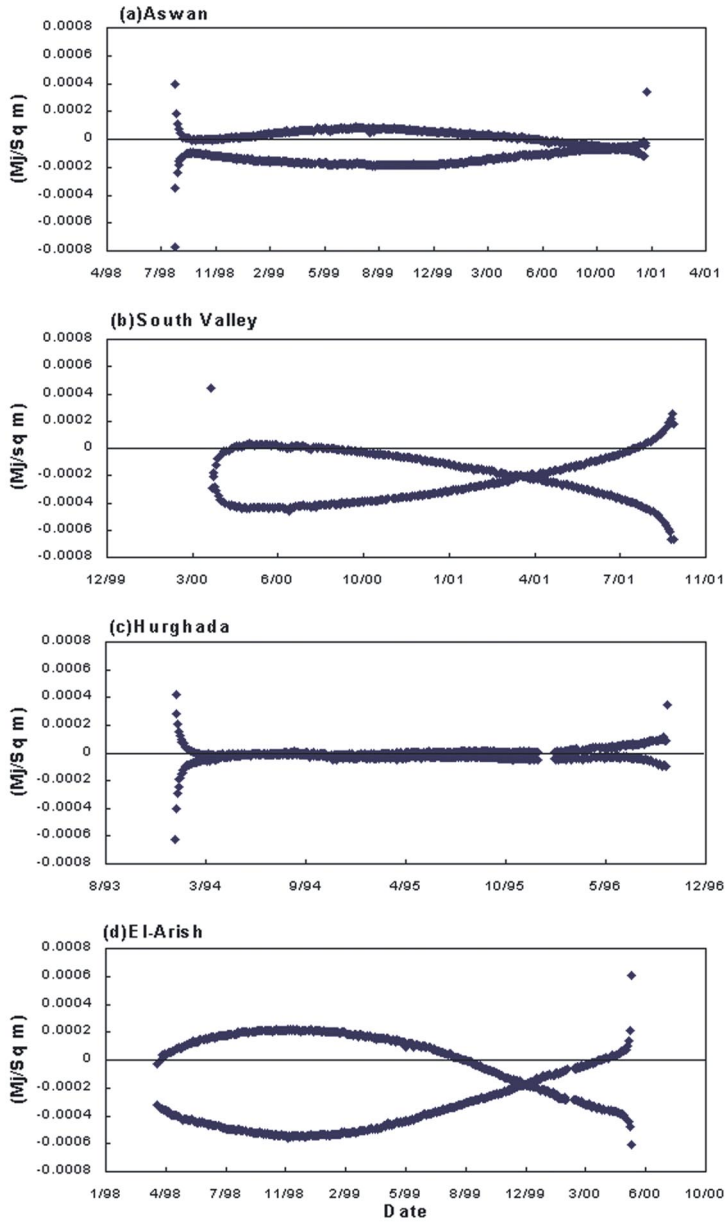 (a)Aswan
(Mj/Sq m)
0.0008
0.0006
0.0004
0.0002
0
-0.0002
-0.0004
-0.0006
-0.0008
4/98 7/98 11/98 2/99 5/99 8/99 12/99 3/00 6/00 10/00 1/01 4/01
(b)South Valley
(Mj/sq m)
0.0008
0.0006
0.0004
0.0002
0
-0.0002
-0.0004
-0.0006
-0.0008
12/99 3/00 6/00 10/00 1/01 4/01 7/01 11/01
(c)Hurghada
(Mj/Sq m)
0.0008
0.0006
0.0004
0.0002
0
-0.0002
-0.0004
-0.0006
-0.0008
8/93 3/94 9/94 4/95 10/95 5/96 12/96
(d)El-Arish
(Mj/Sq m)
0.0008
0.0006
0.0004
0.0002
0
-0.0002
-0.0004
-0.0006
-0.0008
1/98 4/98 7/98 11/98 2/99 5/99 8/99 12/99 3/00 6/00 9/00
Date